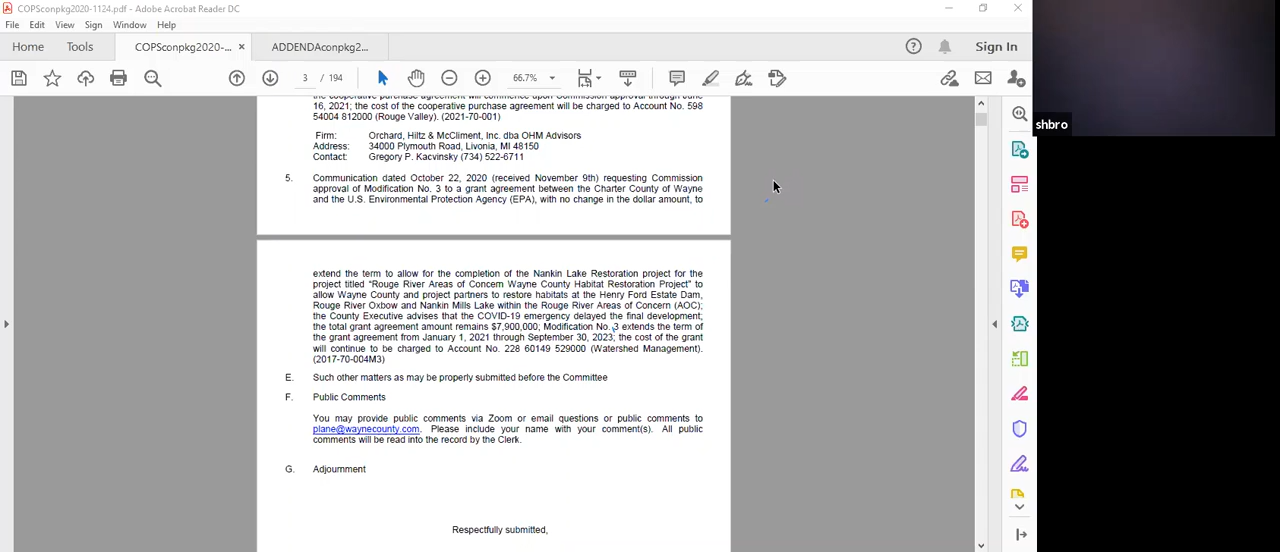 COPSconpkg2020-1124.pdf - Adobe Acrobat Reader DC
File Edit View Sign Window Help
Home Tools COPSconpkg2020-... × ADDENDAconpkg2... Sign In
3 / 194 66.7%
16, 2021; the cost of the cooperative purchase agreement will be charged to Account No. 598
54004 812000 (Rouge Valley). (2021-70-001)
Firm: Orchard, Hiltz & McCliment, Inc. dba OHM Advisors
Address: 34000 Plymouth Road, Livonia, MI 48150
Contact: Gregory P. Kacvinsky (734) 522-6711
5. Communication dated October 22, 2020 (received November 9th) requesting Commission
approval of Modification No. 3 to a grant agreement between the Charter County of Wayne
and the U.S. Environmental Protection Agency (EPA), with no change in the dollar amount, to
extend the term to allow for the completion of the Nankin Lake Restoration project for the
project titled “Rouge River Areas of Concern Wayne County Habitat Restoration Project” to
allow Wayne County and project partners to restore habitats at the Henry Ford Estate Dam,
Rouge River Oxbow and Nankin Mills Lake within the Rouge River Areas of Concern (AOC);
the County Executive advises that the COVID-19 emergency delayed the final development;
the total grant agreement amount remains $7,900,000; Modification No. 3 extends the term of
the grant agreement from January 1, 2021 through September 30, 2023; the cost of the grant
will continue to be charged to Account No. 228 60149 529000 (Watershed Management).
(2017-70-004M3)
E. Such other matters as may be properly submitted before the Committee
F. Public Comments
You may provide public comments via Zoom or email questions or public comments to
plane@waynecounty.com. Please include your name with your comment(s). All public
comments will be read into the record by the Clerk.
G. Adjournment
Respectfully submitted,
shbro